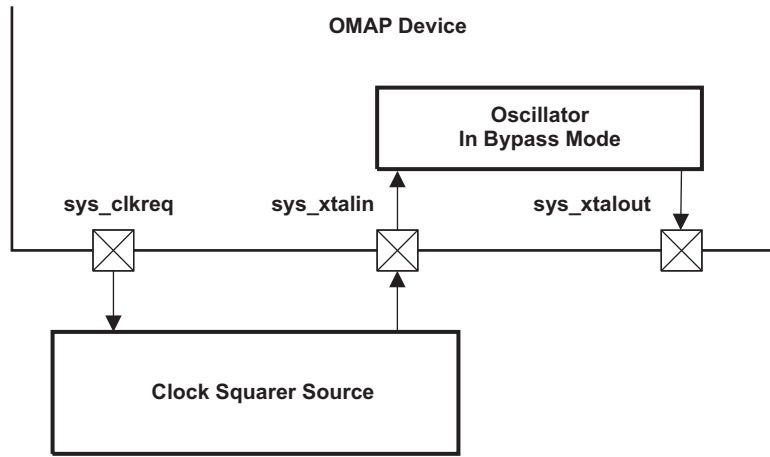 OMAP Device
Oscillator
In Bypass Mode
sys_clkreq
sys_xtalin
sys_xtalout
Clock Squarer Source